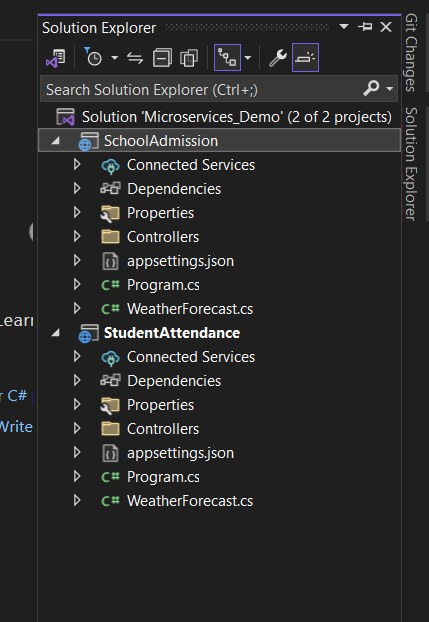 Solution Explorer
Search Solution Explorer (Ctrl+;)
Solution 'Microservices_Demo' (2 of 2 projects)
SchoolAdmission
Connected Services
Dependencies
Properties
Controllers
appsettings.json
C# Program.cs
C# WeatherForecast.cs
StudentAttendance
Connected Services
Dependencies
Properties
Controllers
appsettings.json
C# Program.cs
C# WeatherForecast.cs
Learn
C#
Write
Git Changes
Solution Explorer